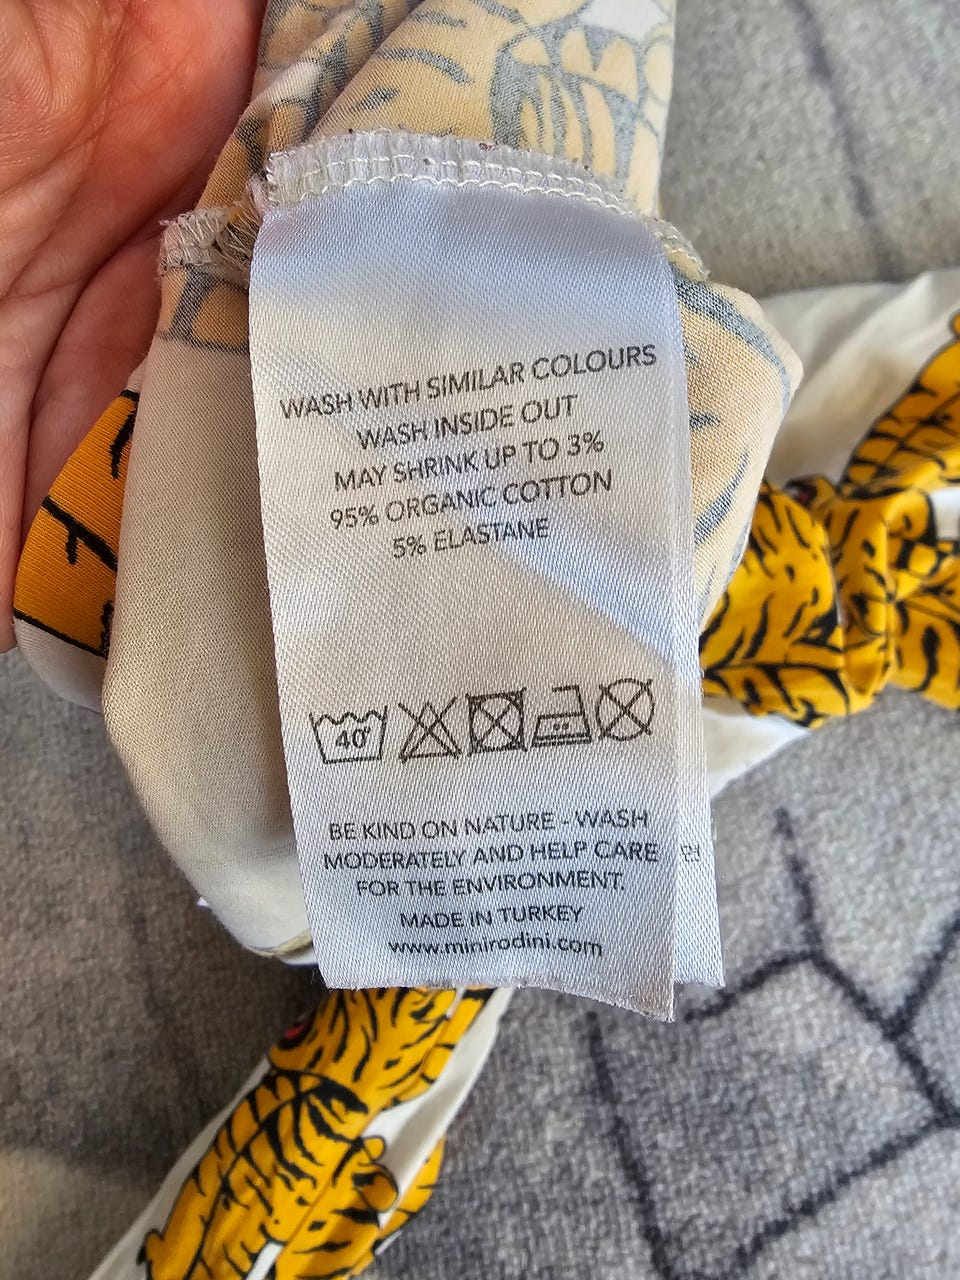 WASH WITH SIMILAR COLOURS
WASH INSIDE OUT
MAY SHRINK UP TO 3%
95% ORGANIC COTTON
5% ELASTANE
40°
BE KIND ON NATURE - WASH
MODERATELY AND HELP CARE
FOR THE ENVIRONMENT.
MADE IN TURKEY
www.minirodini.com